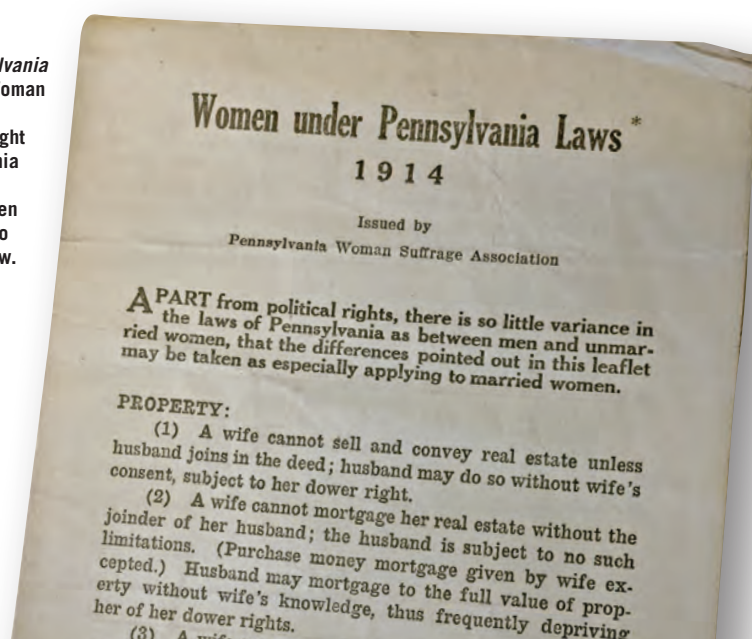 lvania
oman
ght
nia
en
o
w.
Women under Pennsylvania Laws*
1914
Issued by
Pennsylvania Woman Suffrage Association
APART from political rights, there is so little variance in
the laws of Pennsylvania as between men and unmar-
ried women, that the differences pointed out in this leaflet
may be taken as especially applying to married women.
PROPERTY:
(1) A wife cannot sell and convey real estate unless
husband joins in the deed; husband may do so without wife's
consent, subject to her dower right.
(2) A wife cannot mortgage her real estate without the
joinder of her husband; the husband is subject to no such
limitations. (Purchase money mortgage given by wife ex-
cepted.) Husband may mortgage to the full value of prop-
erty without wife's knowledge, thus frequently depriving
her of her dower rights.
(3) A wife